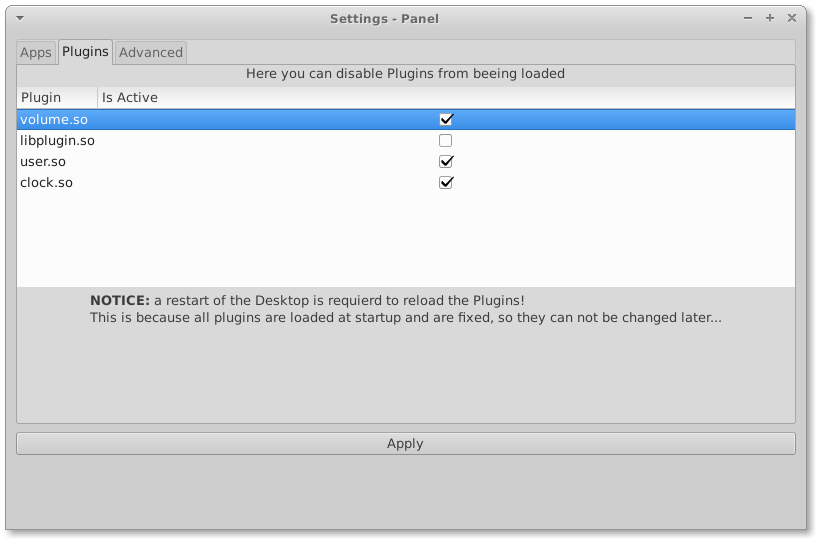 Settings - Panel
Apps Plugins Advanced
Here you can disable Plugins from beeing loaded
Plugin Is Active
volume.so
libplugin.so
user.so
clock.so
NOTICE: a restart of the Desktop is requierd to reload the Plugins!
This is because all plugins are loaded at startup and are fixed, so they can not be changed later...
Apply